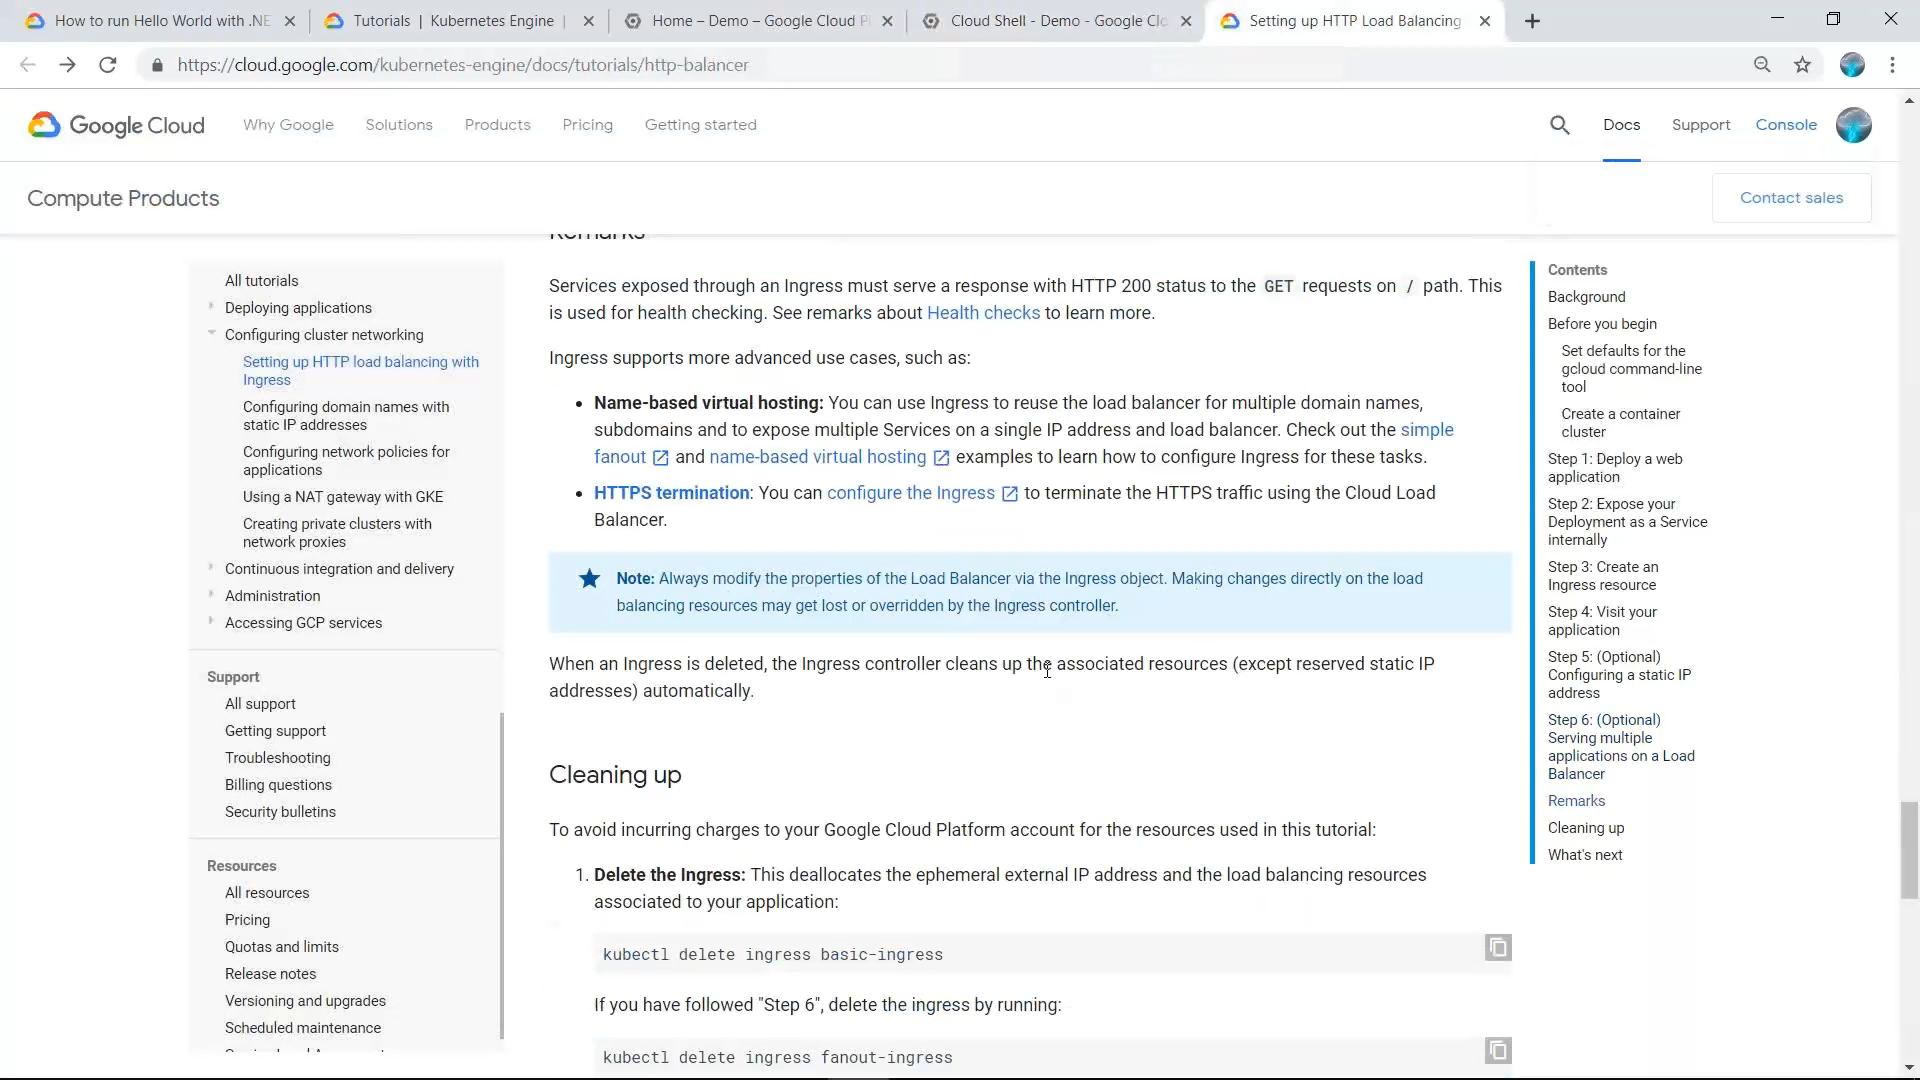 How to run Hello World with .NE
Tutorials | Kubernetes Engine
Home – Demo – Google Cloud P
Cloud Shell - Demo - Google Clo
Setting up HTTP Load Balancing
https://cloud.google.com/kubernetes-engine/docs/tutorials/http-balancer
Google Cloud
Why Google
Solutions
Products
Pricing
Getting started
Docs
Support
Console
Compute Products
Contact sales
All tutorials
Deploying applications
Configuring cluster networking
Setting up HTTP load balancing with
Ingress
Configuring domain names with
static IP addresses
Configuring network policies for
applications
Using a NAT gateway with GKE
Creating private clusters with
network proxies
Continuous integration and delivery
Administration
Accessing GCP services
Support
All support
Getting support
Troubleshooting
Billing questions
Security bulletins
Resources
All resources
Pricing
Quotas and limits
Release notes
Versioning and upgrades
Scheduled maintenance
Remarks
Services exposed through an Ingress must serve a response with HTTP 200 status to the GET requests on / path. This
is used for health checking. See remarks about Health checks to learn more.
Ingress supports more advanced use cases, such as:
• Name-based virtual hosting: You can use Ingress to reuse the load balancer for multiple domain names,
subdomains and to expose multiple Services on a single IP address and load balancer. Check out the simple
fanout and name-based virtual hosting examples to learn how to configure Ingress for these tasks.
• HTTPS termination: You can configure the Ingress to terminate the HTTPS traffic using the Cloud Load
Balancer.
Note: Always modify the properties of the Load Balancer via the Ingress object. Making changes directly on the load
balancing resources may get lost or overridden by the Ingress controller.
When an Ingress is deleted, the Ingress controller cleans up the associated resources (except reserved static IP
addresses) automatically.
Cleaning up
To avoid incurring charges to your Google Cloud Platform account for the resources used in this tutorial:
1. Delete the Ingress: This deallocates the ephemeral external IP address and the load balancing resources
associated to your application:
kubectl delete ingress basic-ingress
If you have followed "Step 6", delete the ingress by running:
kubectl delete ingress fanout-ingress
Contents
Background
Before you begin
Set defaults for the
gcloud command-line
tool
Create a container
cluster
Step 1: Deploy a web
application
Step 2: Expose your
Deployment as a Service
internally
Step 3: Create an
Ingress resource
Step 4: Visit your
application
Step 5: (Optional)
Configuring a static IP
address
Step 6: (Optional)
Serving multiple
applications on a Load
Balancer
Remarks
Cleaning up
What's next